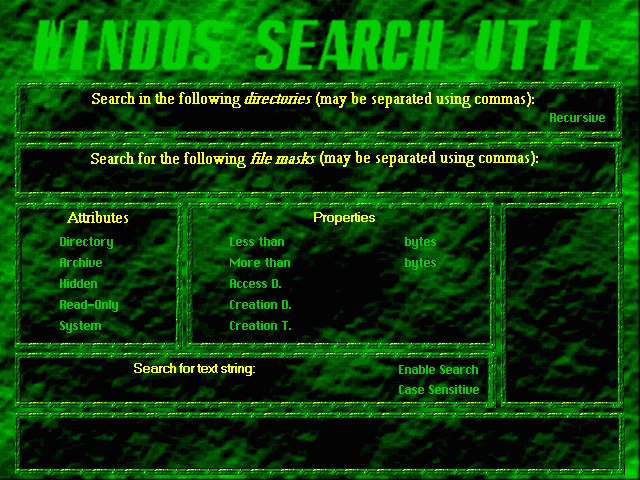 WINDOS SEARCH UTIL
Search in the following directories (may be separated using commas):
Recursive
Search for the following file masks (may be separated using commas):
Attributes
Directory
Archive
Hidden
Read-Only
System
Properties
Less than bytes
More than bytes
Access D.
Creation D.
Creation T.
Search for text string:
Enable Search
Case Sensitive